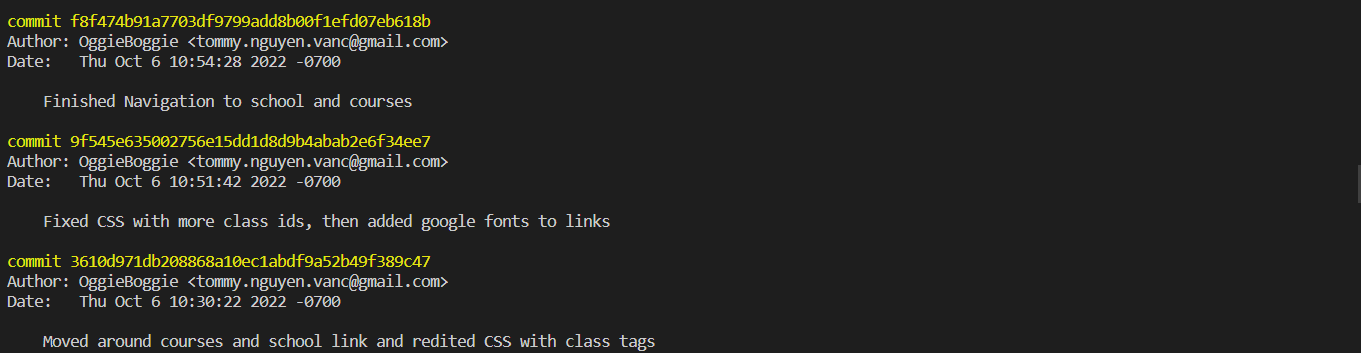 commit f8f474b91a7703df9799add8b00f1efd07eb618b
Author: OggieBoggie <tommy.nguyen.vanc@gmail.com>
Date:   Thu Oct 6 10:54:28 2022 -0700
Finished Navigation to school and courses
commit 9f545e635002756e15dd1d8d9b4abab2e6f34ee7
Author: OggieBoggie <tommy.nguyen.vanc@gmail.com>
Date:   Thu Oct 6 10:51:42 2022 -0700
Fixed CSS with more class ids, then added google fonts to links
commit 3610d971db208868a10ec1abdf9a52b49f389c47
Author: OggieBoggie <tommy.nguyen.vanc@gmail.com>
Date:   Thu Oct 6 10:30:22 2022 -0700
Moved around courses and school link and redited CSS with class tags